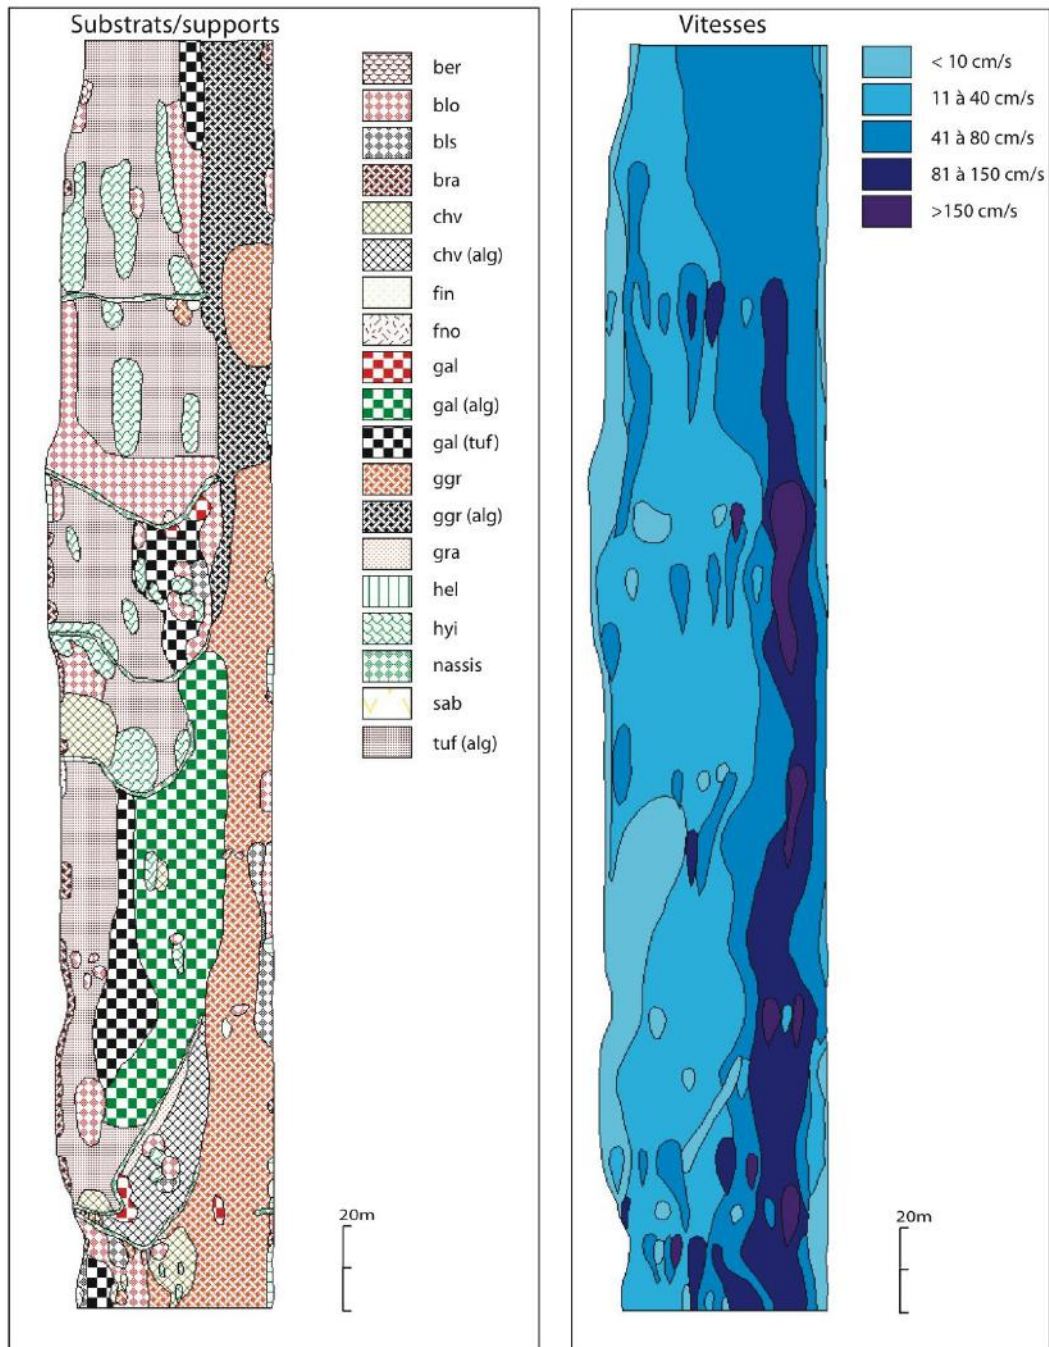 Substrats/supports
ber
blo
bls
bra
chv
chv (alg)
fin
fno
gal
gal (alg)
gal (tuf)
ggr
ggr (alg)
gra
hel
hyi
nassis
sab
tuf (alg)
20m
Vitesses
< 10 cm/s
11 à 40 cm/s
41 à 80 cm/s
81 à 150 cm/s
>150 cm/s
20m